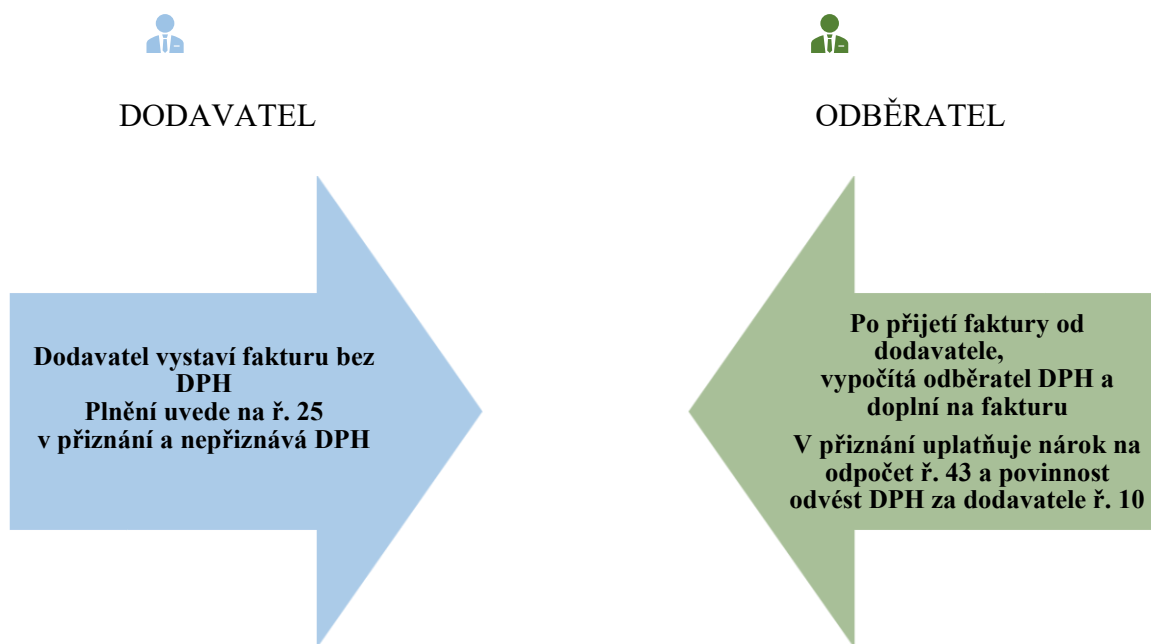 DODAVATEL
ODBĚRATEL
Dodavatel vystaví fakturu bez
DPH
Plnění uvede na ř. 25
v přiznání a nepřiznává DPH
Po přijetí faktury od
dodavatele,
vypočítá odběratel DPH a
doplní na fakturu
V přiznání uplatňuje nárok na
odpočet ř. 43 a povinnost
odvést DPH za dodavatele ř. 10